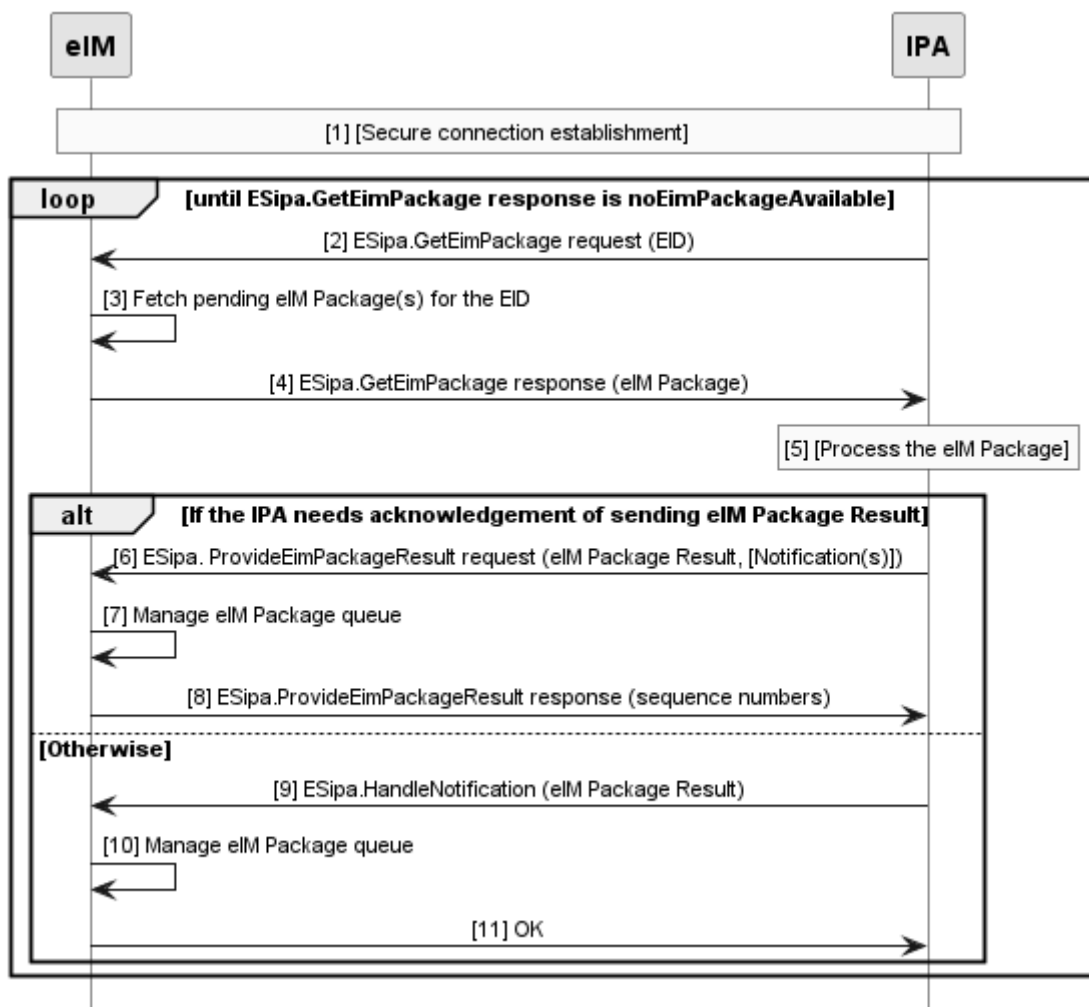 eIM
IPA
[1] [Secure connection establishment]
loop
[until ESipa.GetEimPackage response is noEimPackageAvailable]
[2] ESipa.GetEimPackage request (EID)
[3] Fetch pending eIM Package(s) for the EID
[4] ESipa.GetEimPackage response (eIM Package)
[5] [Process the eIM Package]
alt
[If the IPA needs acknowledgement of sending eIM Package Result]
[6] ESipa. ProvideEimPackageResult request (eIM Package Result, [Notification(s)])
[7] Manage eIM Package queue
[8] ESipa.ProvideEimPackageResult response (sequence numbers)
[Otherwise]
[9] ESipa.HandleNotification (eIM Package Result)
[10] Manage eIM Package queue
[11] OK